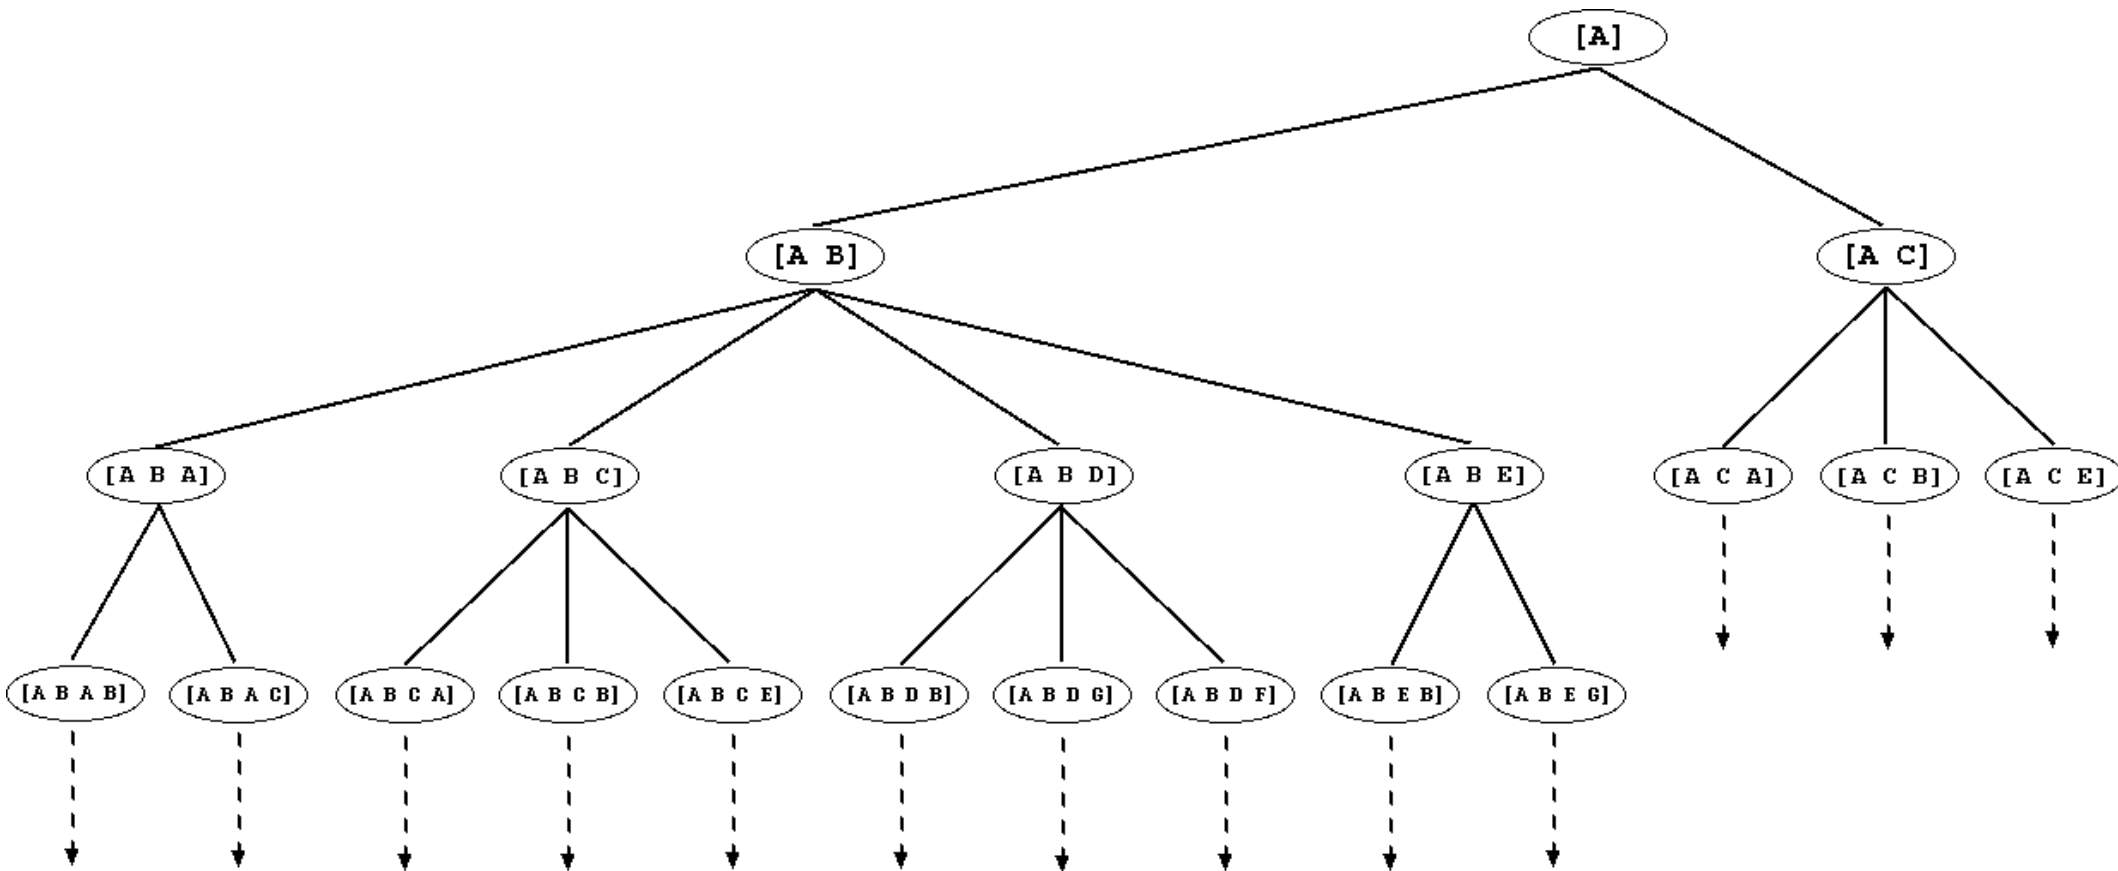 [A]
[A B]
[A C]
[A B A]
[A B C]
[A B D]
[A B E]
[A C A]
[A C B]
[A C E]
[A B A B]
[A B A C]
[A B C A]
[A B C B]
[A B C E]
[A B D B]
[A B D G]
[A B D F]
[A B E B]
[A B E G]